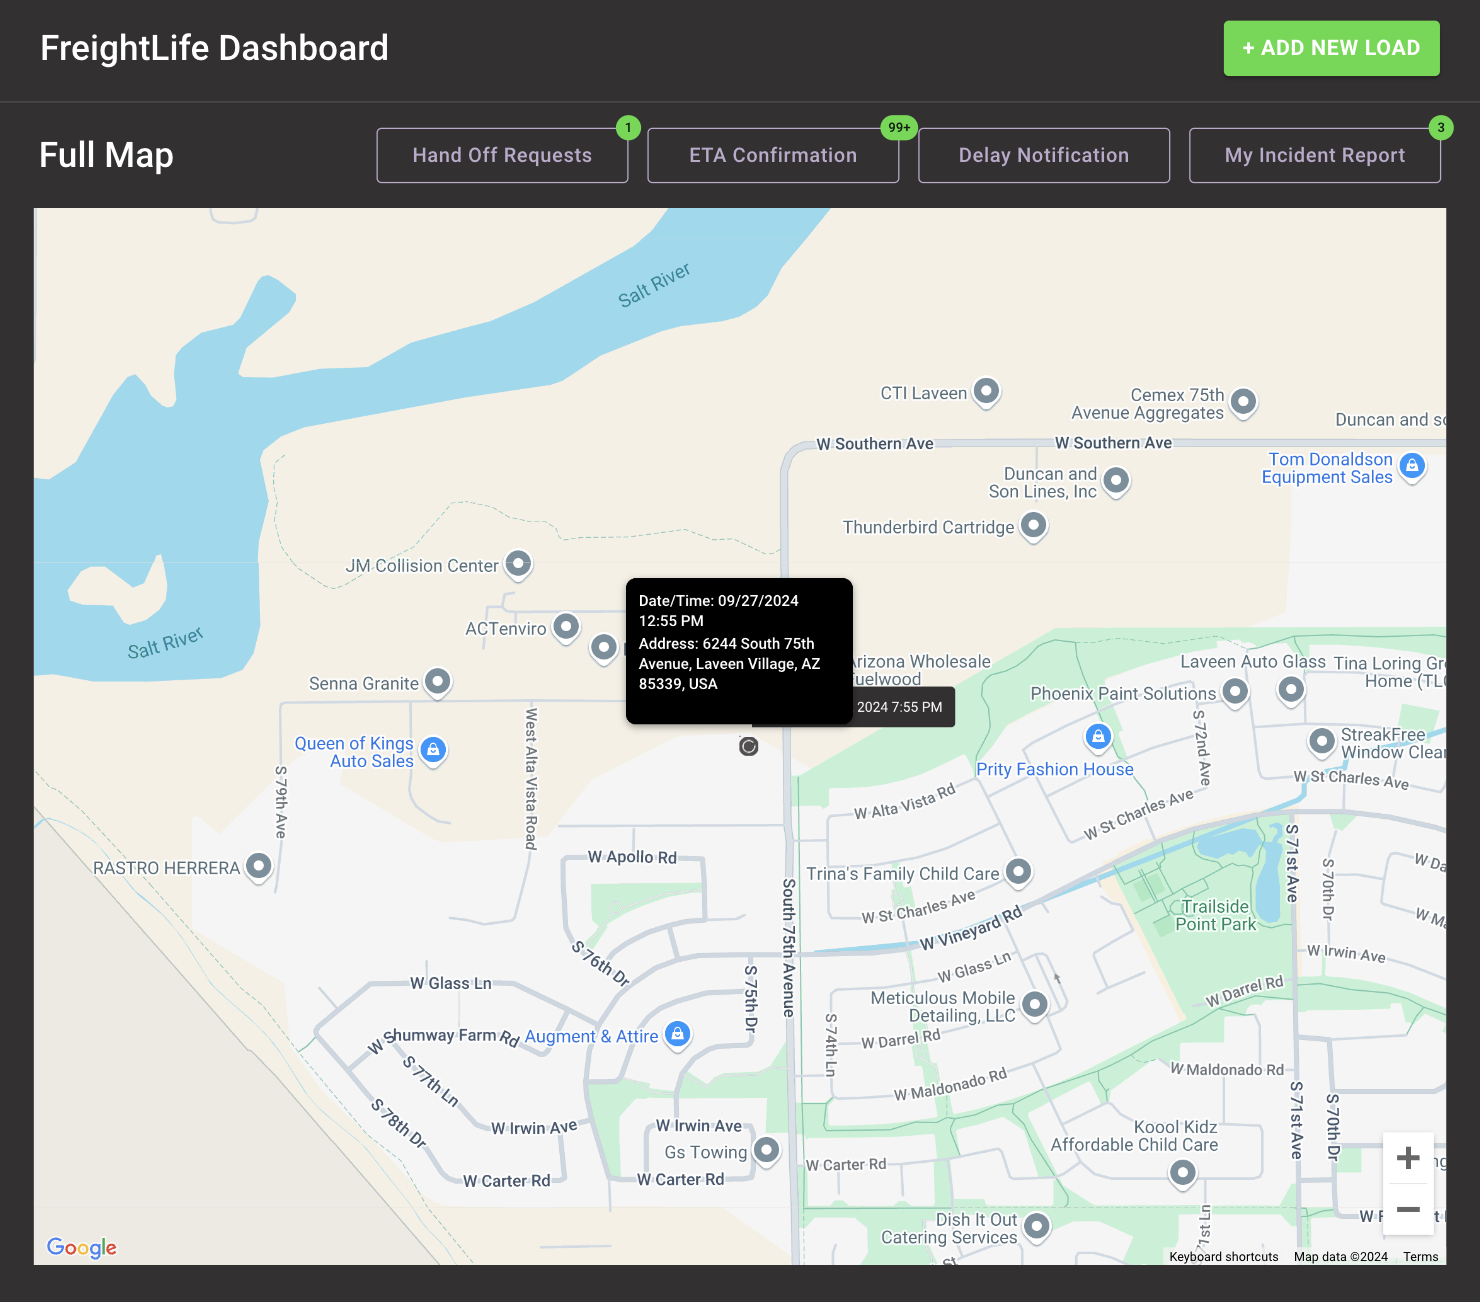 FreightLife Dashboard
+ ADD NEW LOAD
Full Map
Hand Off Requests
1
ETA Confirmation
99+
Delay Notification
My Incident Report
3
Salt River
CTI Laveen
Cemex 75th
Avenue Aggregates
Duncan and so
W Southern Ave
W Southern Ave
Tom Donaldson
Equipment Sales
Duncan and
Son Lines, Inc
Thunderbird Cartridge
JM Collision Center
Date/Time: 09/27/2024
12:55 PM
Address: 6244 South 75th
Avenue, Laveen Village, AZ
85339, USA
2024 7:55 PM
ACTenviro
Salt River
Arizona Wholesale
Fuelwood
Laveen Auto Glass
Tina Loring Gr
Home (TLC
Phoenix Paint Solutions
Senna Granite
Queen of Kings
Auto Sales
West Alta Vista Road
S 79th Ave
S 72nd Ave
StreakFree
Window Clear
Prity Fashion House
W St Charles Ave
W Alta Vista Rd
W St Charles Ave
RASTRO HERRERA
W Apollo Rd
Trina's Family Child Care
S 71st Ave
S 70th Dr
W Da
W St Charles Ave
South 75th Avenue
Trailside
Point Park
W Ma
W Vineyard Rd
S 76th Dr
W Irwin Ave
W Glass Ln
W Glass Ln
S 75th Dr
W Darrel Rd
Meticulous Mobile
Detailing, LLC
S 74th Ln
W Shumway Farm Rd
Augment & Attire
W Darrel Rd
S 77th Ln
W Maldonado Rd
W Maldonado Rd
S 78th Dr
W Irwin Ave
W Irwin Ave
S 71st Ave
S 70th Dr
Koool Kidz
Affordable Child Care
Gs Towing
W Carter Rd
W Carter Rd
W Carter Rd
Dish It Out
Catering Services
71st Ln
St
Google
Keyboard shortcuts
Map data ©2024
Terms